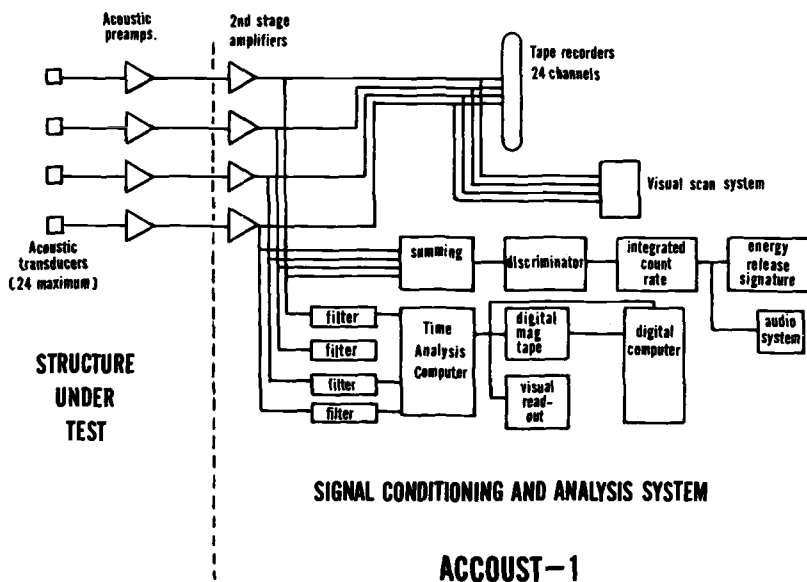 Acoustic
preamps.
2nd stage
amplifiers
Tape recorders
24 channels
Visual scan system
Acoustic
transducers
(24 maximum)
summing
discriminator
integrated
count
rate
energy
release
signature
audio
system
filter
filter
filter
filter
Time
Analysis
Computer
digital
mag
tape
digital
computer
visual
read-
out
STRUCTURE
UNDER
TEST
SIGNAL CONDITIONING AND ANALYSIS SYSTEM
ACCOUST-1